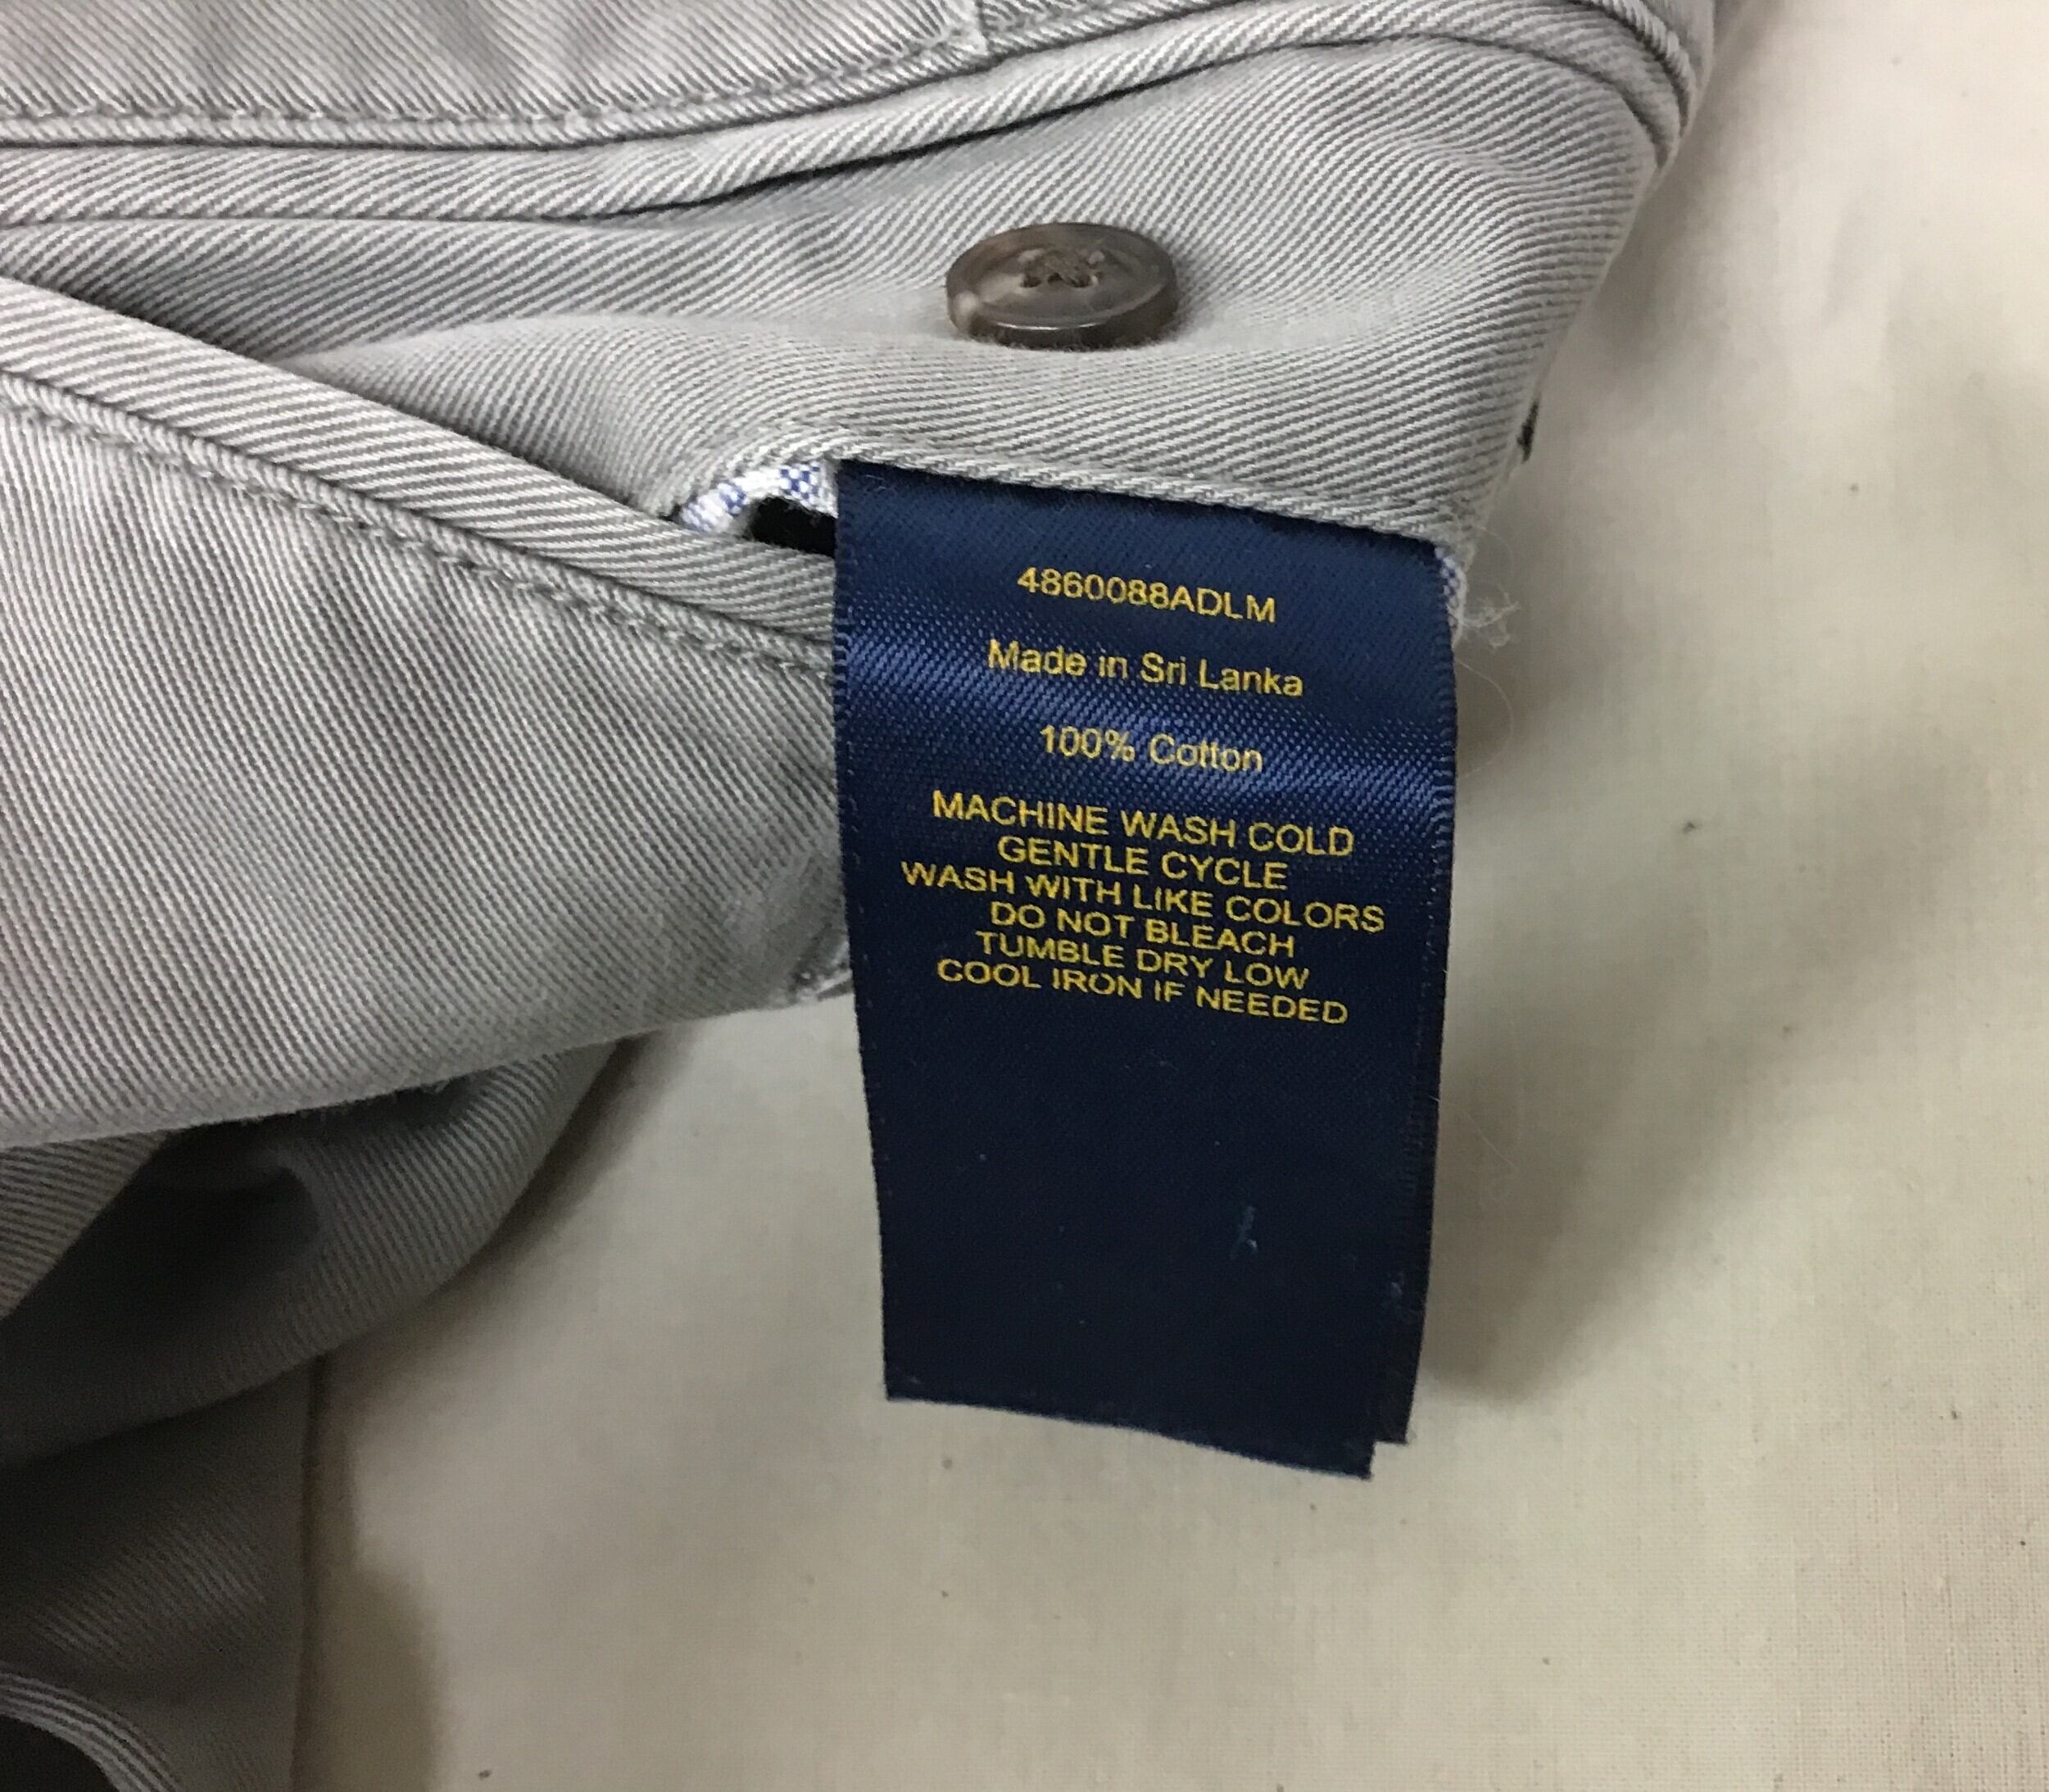 4860088ADLM
Made in Sri Lanka
100% Cotton
MACHINE WASH COLD
GENTLE CYCLE
WASH WITH LIKE COLORS
DO NOT BLEACH
TUMBLE DRY LOW
COOL IRON IF NEEDED